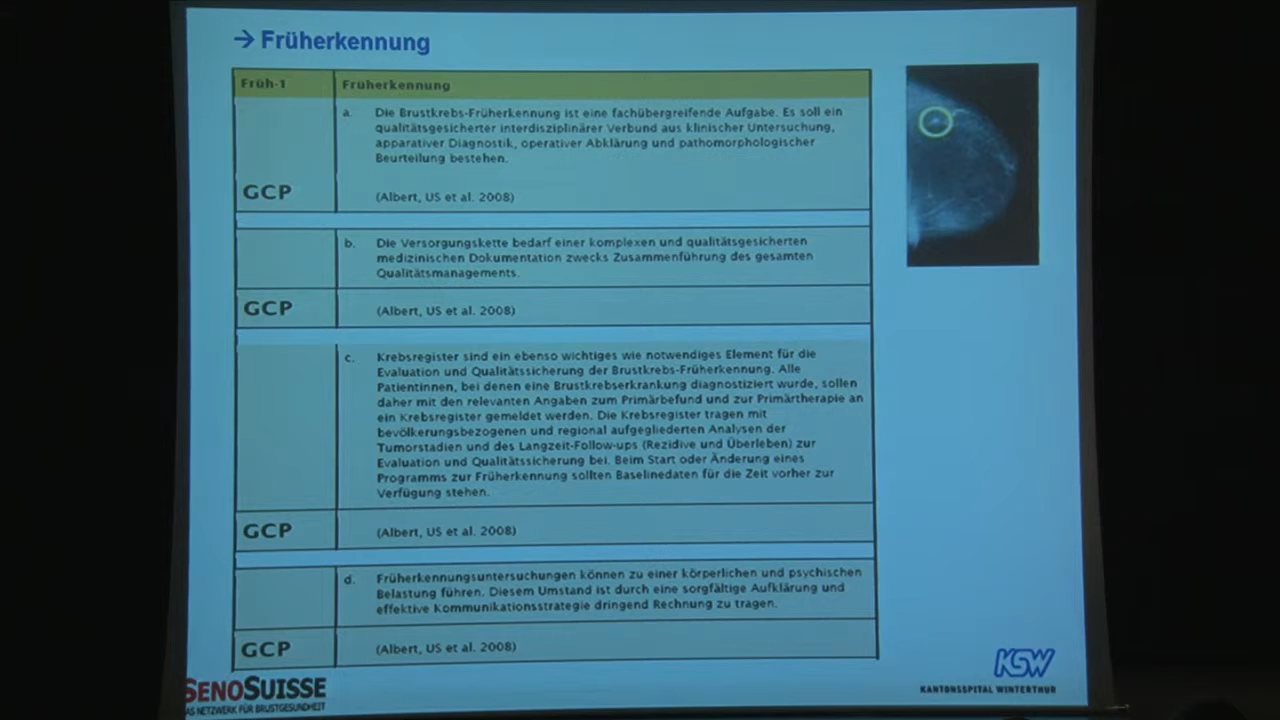 → Früherkennung
Früh-1 Früherkennung
a. Die Brustkrebs-Früherkennung ist eine fachübergreifende Aufgabe. Es soll ein
qualitätsgesicherter interdisziplinärer Verbund aus klinischer Untersuchung,
apparativer Diagnostik, operativer Abklärung und pathomorphologischer
Beurteilung bestehen.
GCP (Albert, US et al. 2008)
b. Die Versorgungskette bedarf einer komplexen und qualitätsgesicherten
medizinischen Dokumentation zwecks Zusammenführung des gesamten
Qualitätsmanagements.
GCP (Albert, US et al. 2008)
c. Krebsregister sind ein ebenso wichtiges wie notwendiges Element für die
Evaluation und Qualitätssicherung der Brustkrebs-Früherkennung. Alle
Patientinnen, bei denen eine Brustkrebserkrankung diagnostiziert wurde, sollen
daher mit den relevanten Angaben zum Primärbefund und zur Primärtherapie an
ein Krebsregister gemeldet werden. Die Krebsregister tragen mit
bevölkerungsbezogenen und regional aufgegliederten Analysen der
Tumorstadien und des Langzeit-Follow-ups (Rezidive und Überleben) zur
Evaluation und Qualitätssicherung bei. Beim Start oder Änderung eines
Programms zur Früherkennung sollten Baselinedaten für die Zeit vorher zur
Verfügung stehen.
GCP (Albert, US et al. 2008)
d. Früherkennungsuntersuchungen können zu einer körperlichen und psychischen
Belastung führen. Diesem Umstand ist durch eine sorgfältige Aufklärung und
effektive Kommunikationsstrategie dringend Rechnung zu tragen.
GCP (Albert, US et al. 2008)
SENOSUISSE
AS NETZWERK FÜR BRUSTGESUNDHEIT
KSW
KANTONSSPITAL WINTERTHUR